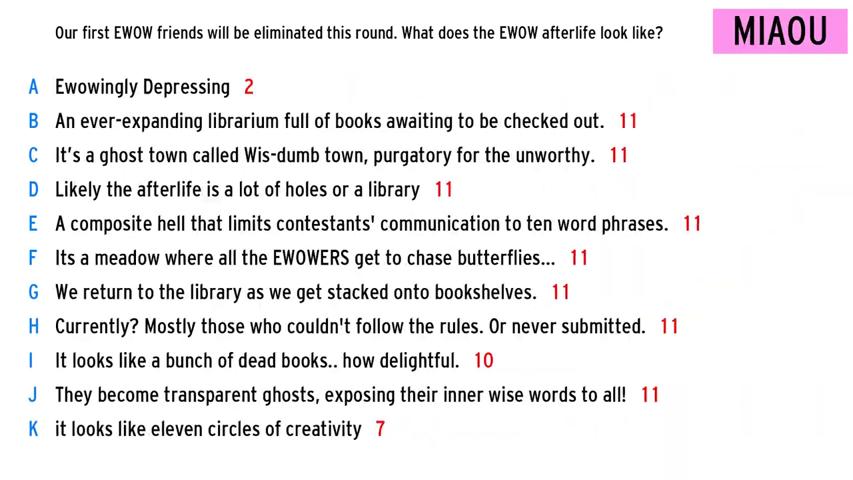 Our first EWOW friends will be eliminated this round. What does the EWOW afterlife look like?
MIAOU
A Ewowingly Depressing 2
B An ever-expanding librarium full of books awaiting to be checked out. 11
C It's a ghost town called Wis-dumb town, purgatory for the unworthy. 11
D Likely the afterlife is a lot of holes or a library 11
E A composite hell that limits contestants' communication to ten word phrases. 11
F Its a meadow where all the EWOWERS get to chase butterflies... 11
G We return to the library as we get stacked onto bookshelves. 11
H Currently? Mostly those who couldn't follow the rules. Or never submitted. 11
I It looks like a bunch of dead books.. how delightful. 10
J They become transparent ghosts, exposing their inner wise words to all! 11
K it looks like eleven circles of creativity 7